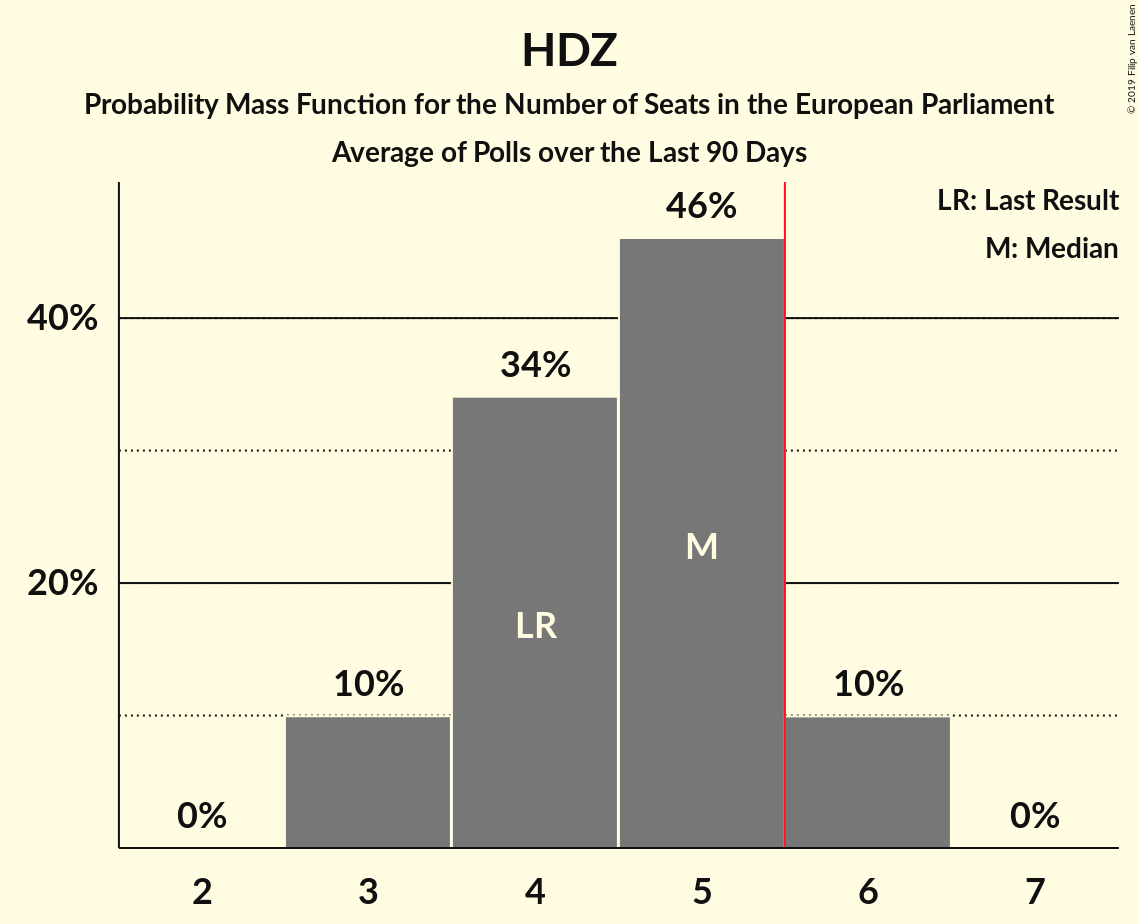 HDZ
Probability Mass Function for the Number of Seats in the European Parliament
Average of Polls over the Last 90 Days
© 2019 Filip van Laenen
LR: Last Result
M: Median
46%
40%
34%
M
20%
LR
10%
10%
0%
0%
2 3 4 5 6 7